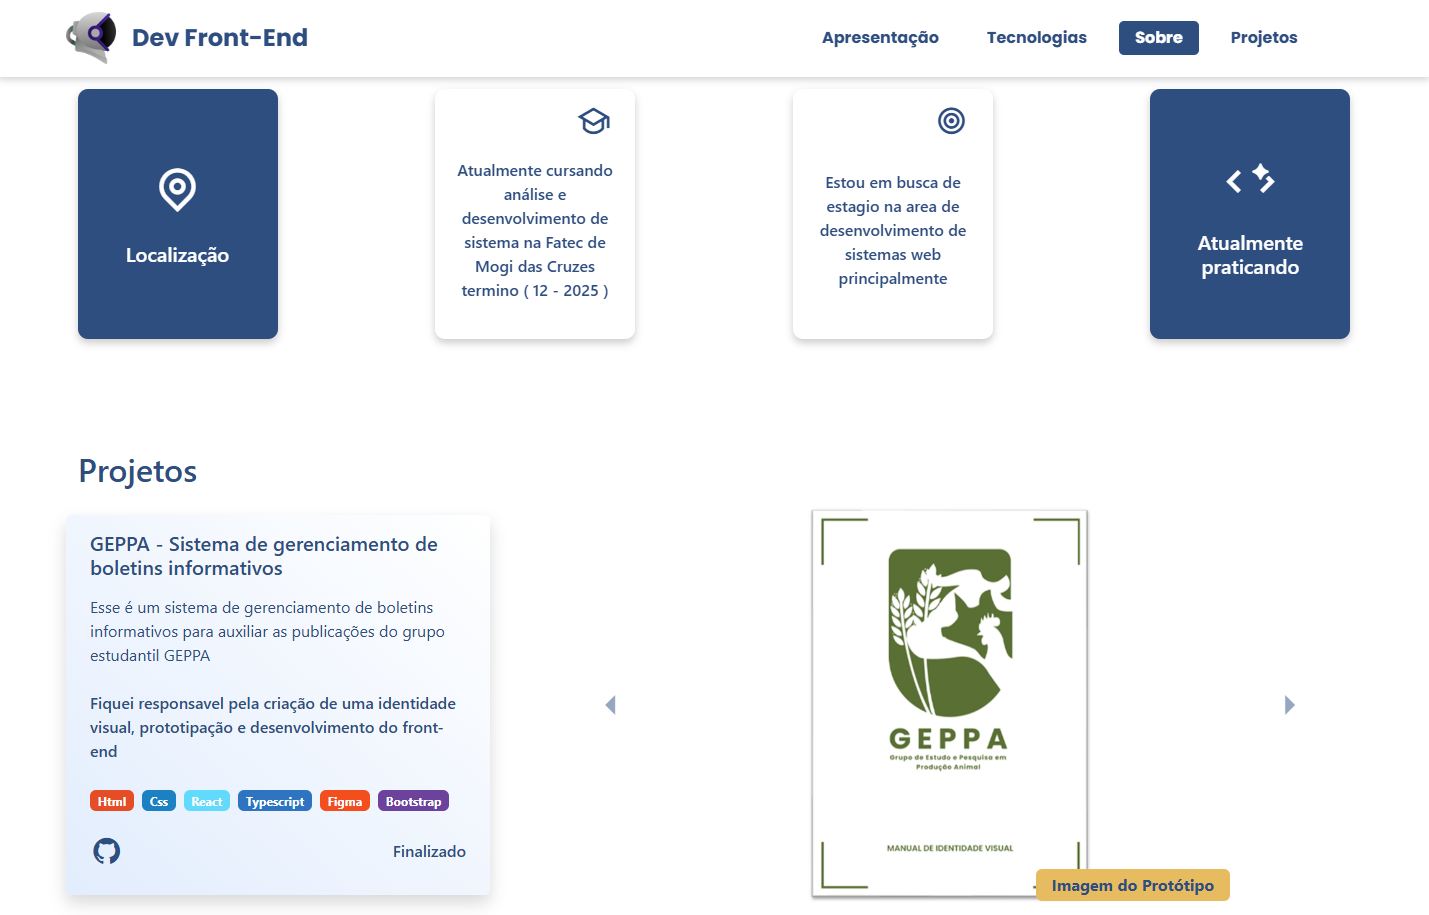 Dev Front-End
Apresentação
Tecnologias
Sobre
Projetos
Localização
Atualmente cursando
análise e
desenvolvimento de
sistema na Fatec de
Mogi das Cruzes
termino ( 12 - 2025 )
Estou em busca de
estagio na area de
desenvolvimento de
sistemas web
principalmente
Atualmente
praticando
Projetos
GEPPA - Sistema de gerenciamento de
boletins informativos
Esse é um sistema de gerenciamento de boletins
informativos para auxiliar as publicações do grupo
estudantil GEPPA
Fiquei responsavel pela criação de uma identidade
visual, prototipação e desenvolvimento do front-
end
Html
Css
React
Typescript
Figma
Bootstrap
Finalizado
GEPPA
Grupo de Estudo e Pesquisa em
Produção Animal
MANUAL DE IDENTIDADE VISUAL
Imagem do Protótipo